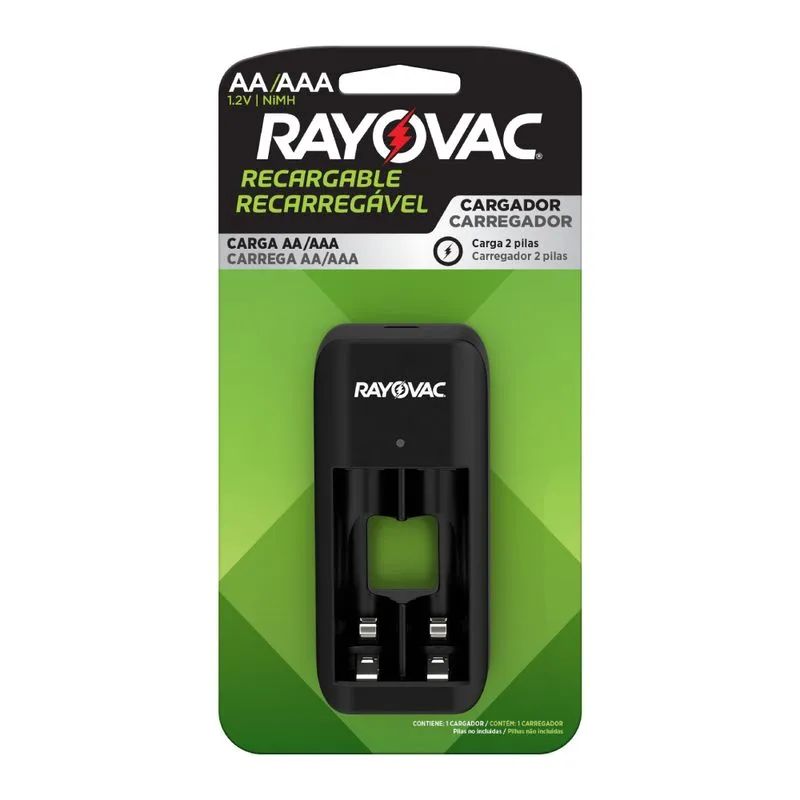 AA/AAA
1.2V | NiMH
RAYOVAC®
RECARGABLE
RECARREGÁVEL
CARGADOR
CARREGADOR
CARGA AA/AAA
CARREGA AA/AAA
Carga 2 pilas
Carregador 2 pilas
RAYOVAC
CONTIENE: 1 CARGADOR / CONTÉM: 1 CARREGADOR
Pilas no incluidas / Pilhas não incluídas